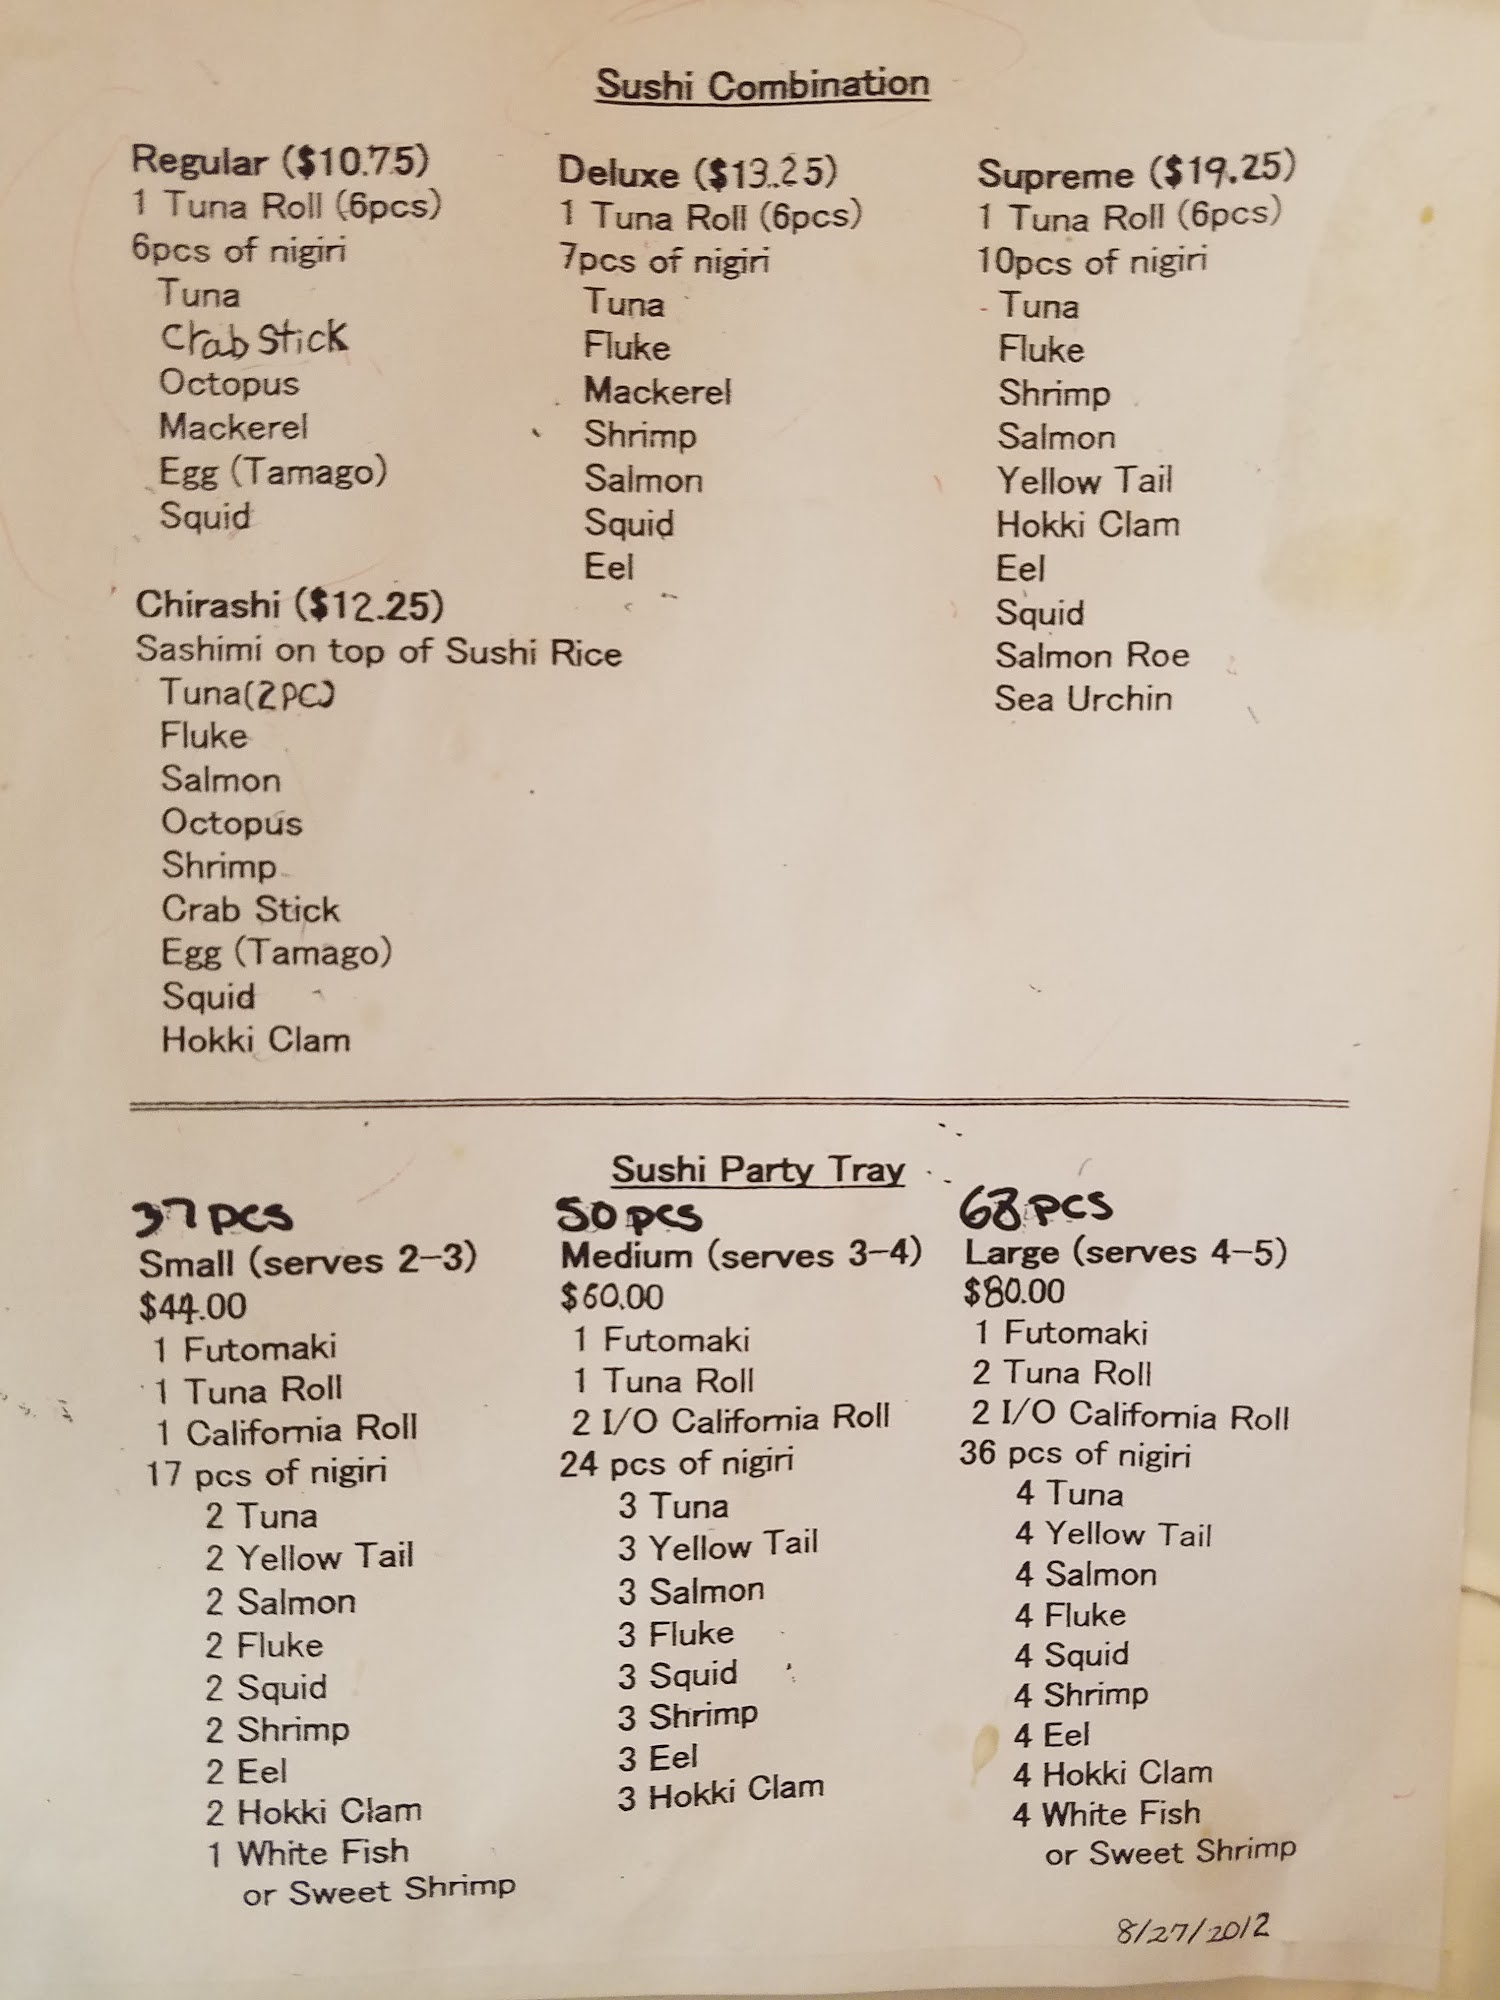 Sushi Combination
Regular ($10.75)
1 Tuna Roll (6pcs)
6pcs of nigiri
Tuna
Crab Stick
Octopus
Mackerel
Egg (Tamago)
Squid
Deluxe ($13.25)
1 Tuna Roll (6pcs)
7pcs of nigiri
Tuna
Fluke
Mackerel
Shrimp
Salmon
Squid
Eel
Supreme ($19.25)
1 Tuna Roll (6pcs)
10pcs of nigiri
Tuna
Fluke
Shrimp
Salmon
Yellow Tail
Hokki Clam
Eel
Squid
Salmon Roe
Sea Urchin
Chirashi ($12.25)
Sashimi on top of Sushi Rice
Tuna(2PC)
Fluke
Salmon
Octopus
Shrimp
Crab Stick
Egg (Tamago)
Squid
Hokki Clam
Sushi Party Tray
37 pcs
Small (serves 2-3)
$44.00
1 Futomaki
1 Tuna Roll
1 California Roll
17 pcs of nigiri
2 Tuna
2 Yellow Tail
2 Salmon
2 Fluke
2 Squid
2 Shrimp
2 Eel
2 Hokki Clam
1 White Fish
or Sweet Shrimp
50 pcs
Medium (serves 3-4)
$60.00
1 Futomaki
1 Tuna Roll
2 I/O California Roll
24 pcs of nigiri
3 Tuna
3 Yellow Tail
3 Salmon
3 Fluke
3 Squid
3 Shrimp
3 Eel
3 Hokki Clam
68 pcs
Large (serves 4-5)
$80.00
1 Futomaki
2 Tuna Roll
2 I/O California Roll
36 pcs of nigiri
4 Tuna
4 Yellow Tail
4 Salmon
4 Fluke
4 Squid
4 Shrimp
4 Eel
4 Hokki Clam
4 White Fish
or Sweet Shrimp
8/27/2012